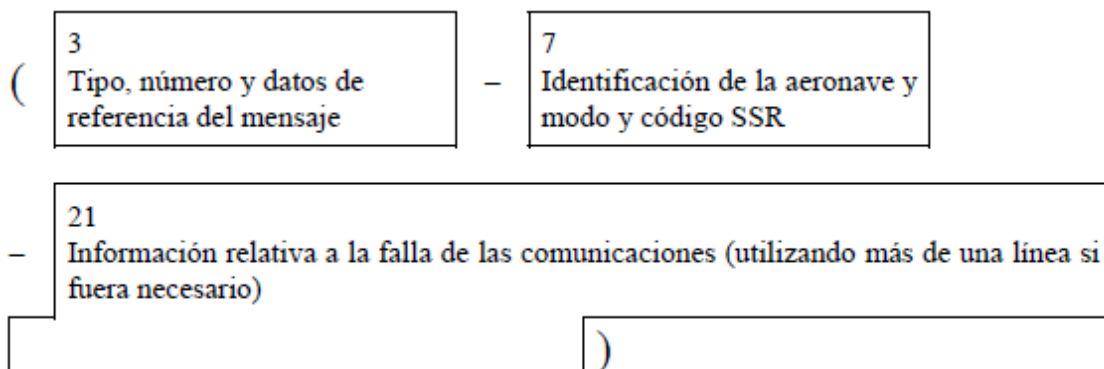 3
7
( Tipo, número y datos de – Identificación de la aeronave y
referencia del mensaje modo y código SSR
21
– Información relativa a la falla de las comunicaciones (utilizando más de una línea si
fuera necesario)
)